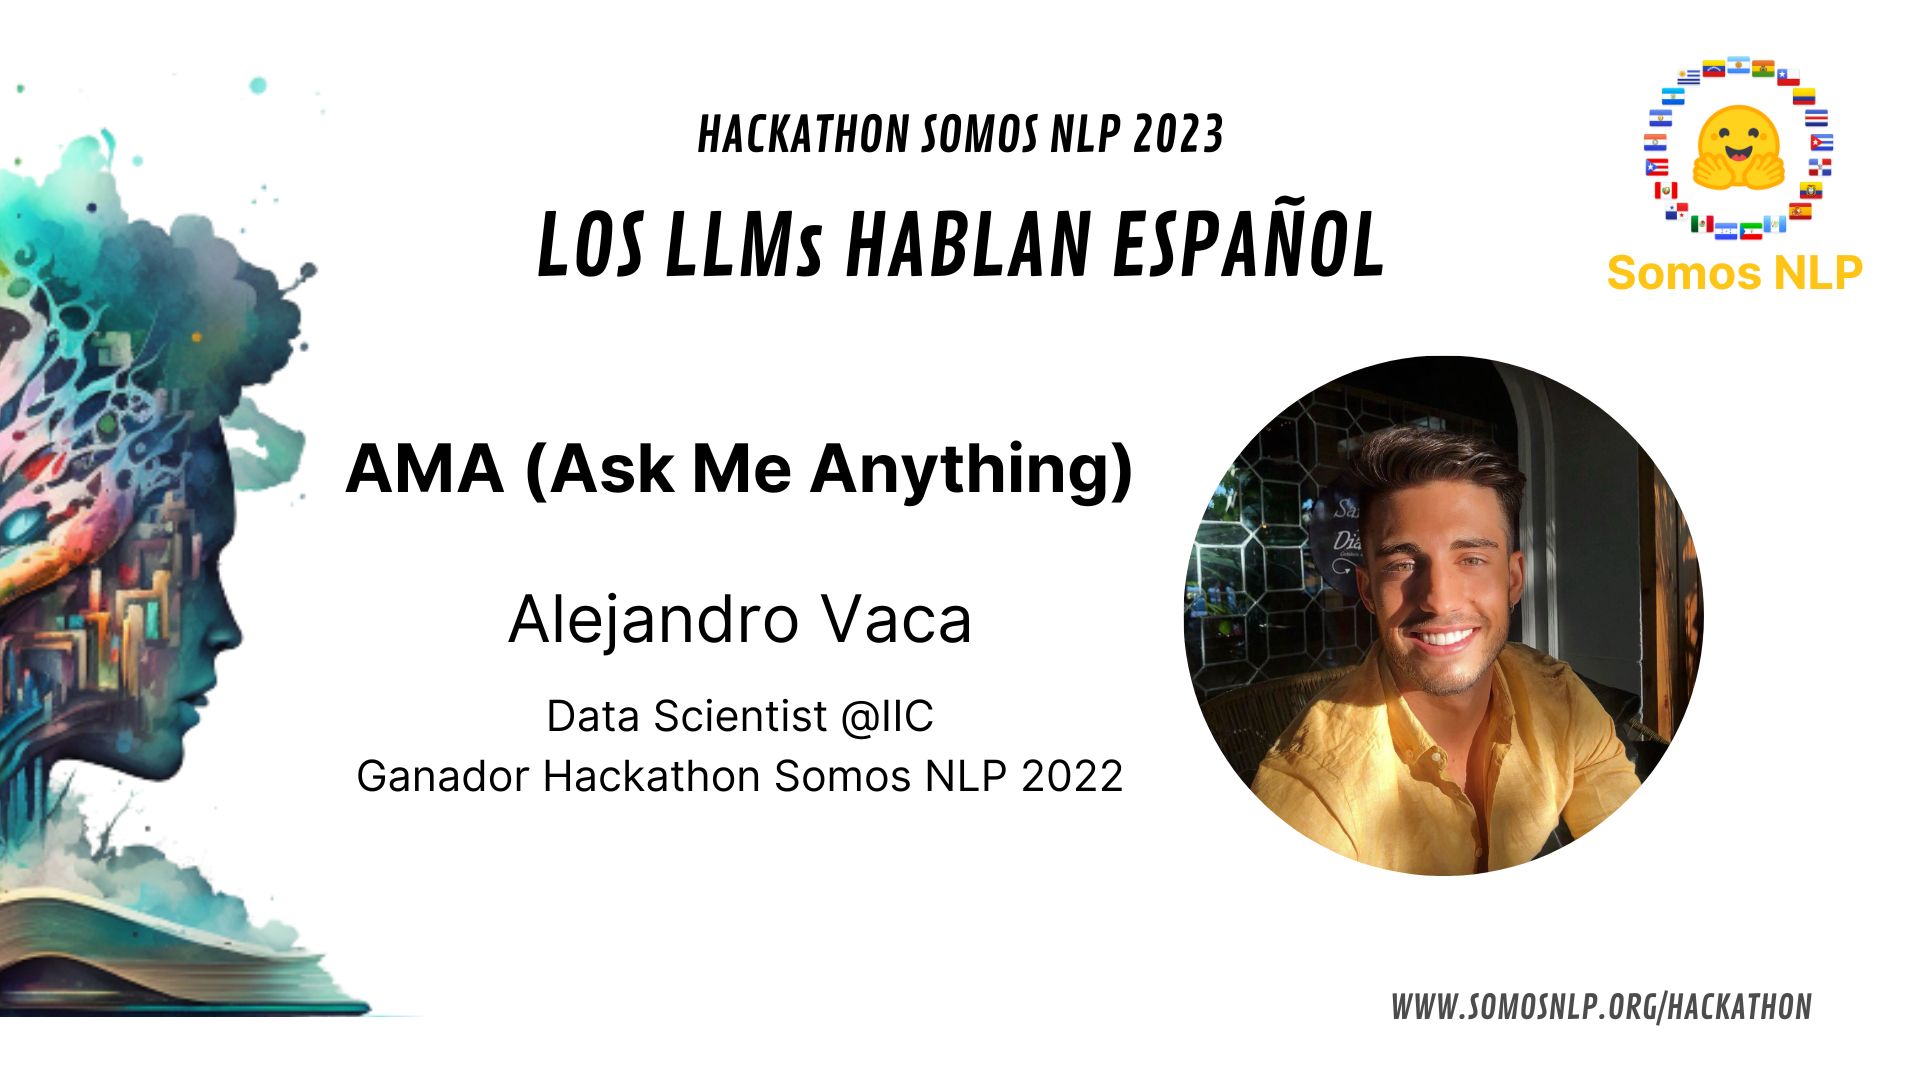 HACKATHON SOMOS NLP 2023
LOS LLMs HABLAN ESPAÑOL
Somos NLP
AMA (Ask Me Anything)
Alejandro Vaca
Data Scientist @IIC
Ganador Hackathon Somos NLP 2022
WWW.SOMOSNLP.ORG/HACKATHON